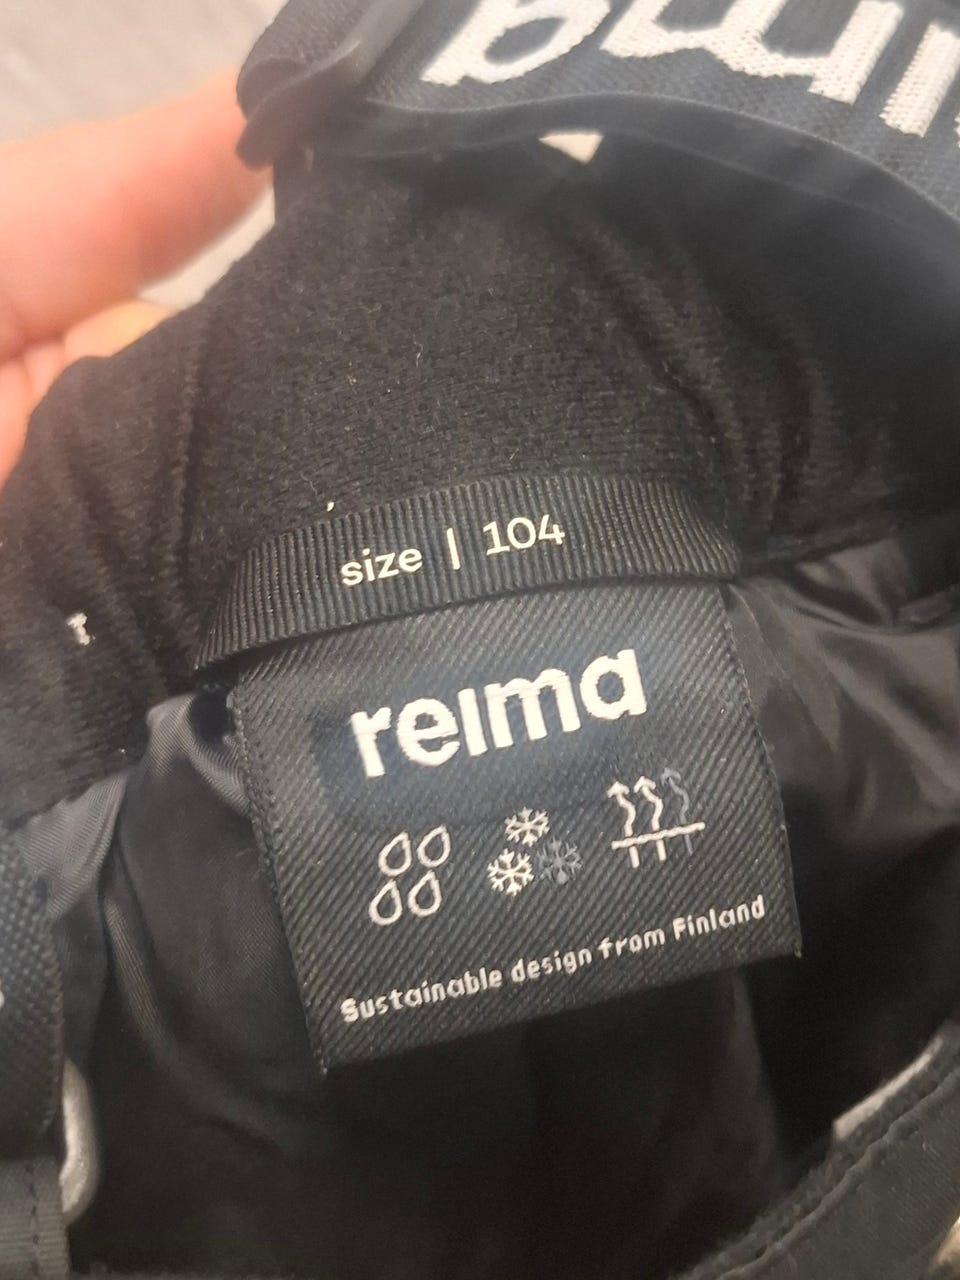 size | 104
reima
Sustainable design from Finland